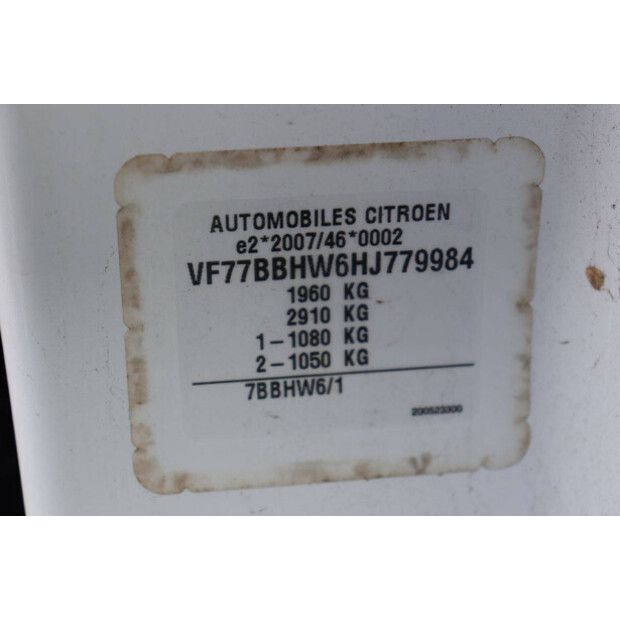 AUTOMOBILES CITROEN
e2*2007/46*0002
VF77BBHW6HJ779984
1960 KG
2910 KG
1-1080 KG
2-1050 KG
7BBHW6/1
200523300